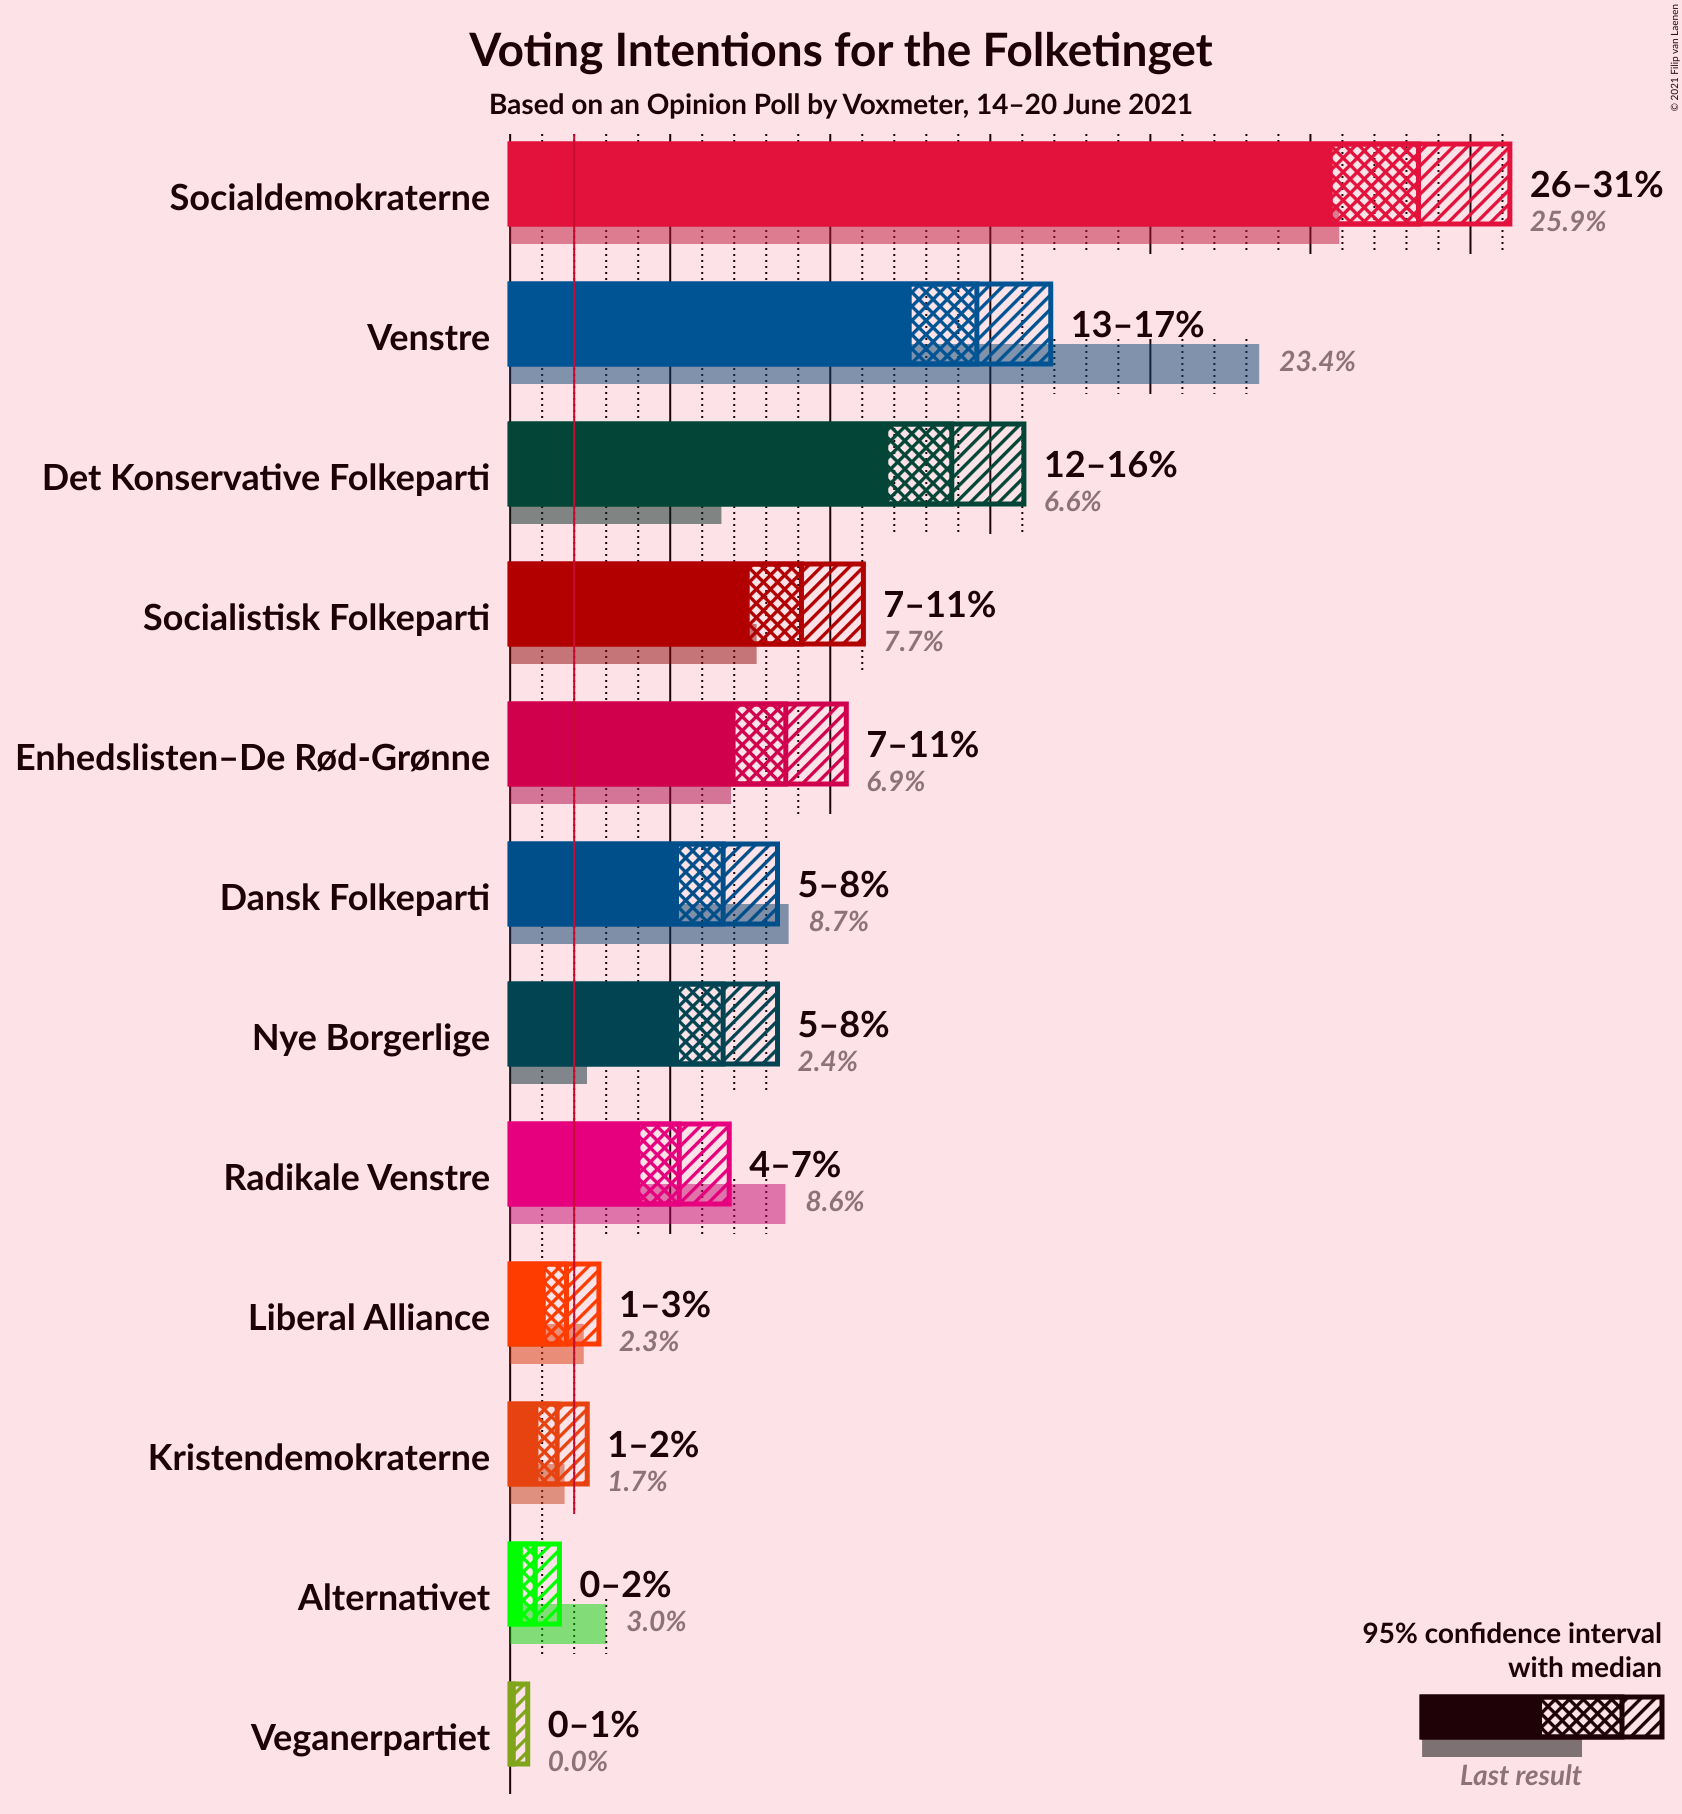 Voting Intentions for the Folketinget
Based on an Opinion Poll by Voxmeter, 14–20 June 2021
© 2021 Filip van Laenen
Socialdemokraterne
26–31%
25.9%
Venstre
13–17%
23.4%
Det Konservative Folkeparti
12–16%
6.6%
Socialistisk Folkeparti
7–11%
7.7%
Enhedslisten–De Rød-Grønne
7–11%
6.9%
Dansk Folkeparti
5–8%
8.7%
Nye Borgerlige
5–8%
2.4%
Radikale Venstre
4–7%
8.6%
Liberal Alliance
1–3%
2.3%
Kristendemokraterne
1–2%
1.7%
Alternativet
0–2%
3.0%
Veganerpartiet
0–1%
0.0%
95% confidence interval
with median
Last result